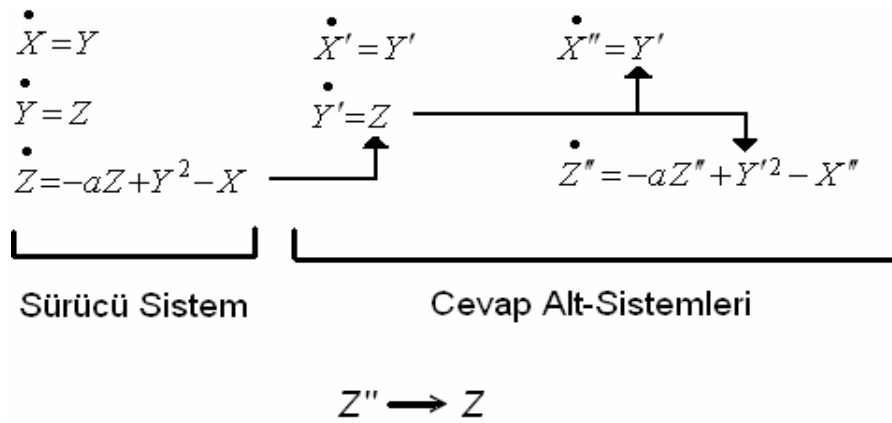 Ẋ=Y
Ẏ=Z
Ż=−aZ+Y²−X
Ẋ′=Y′
Ẏ′=Z
Ẋ″=Y′
Ż″=−aZ″+Y′²−X″
Sürücü Sistem
Cevap Alt-Sistemleri
Z″ → Z